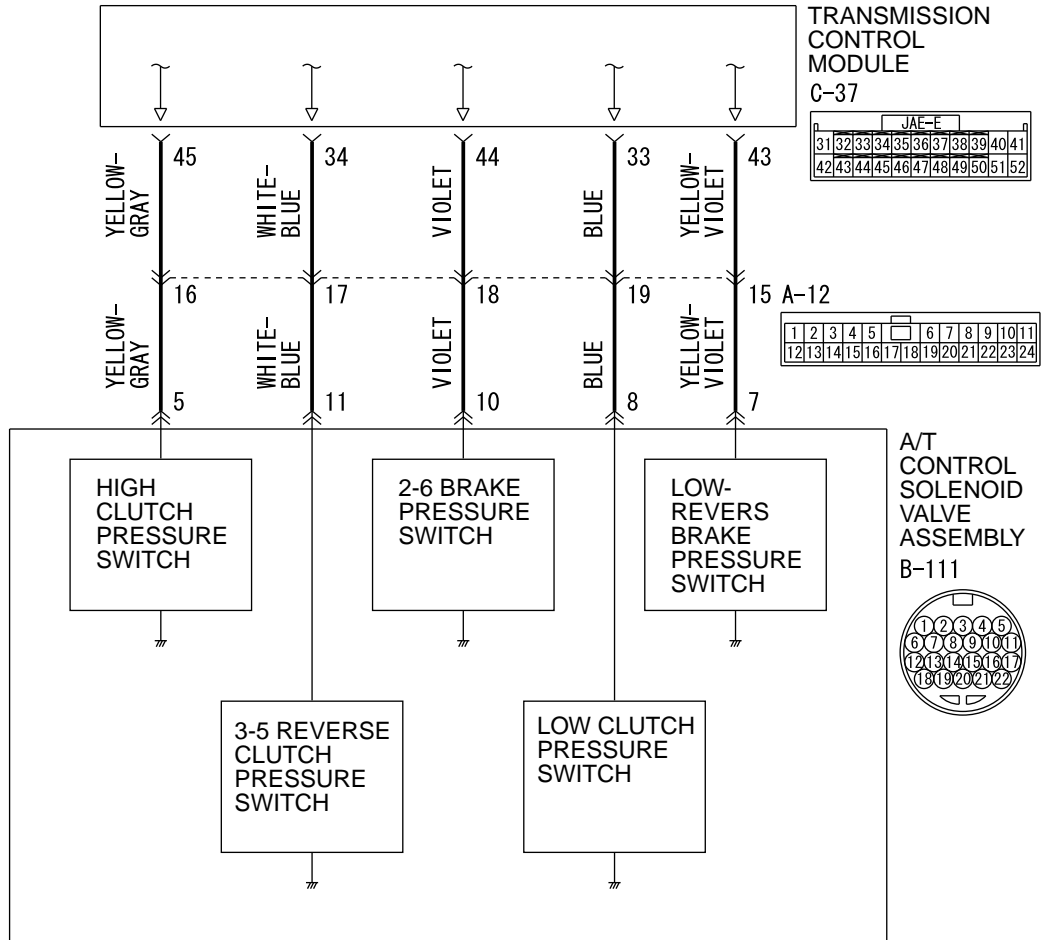 TRANSMISSION
CONTROL
MODULE
C-37
JAE-E
31 32 33 34 35 36 37 38 39 40 41
42 43 44 45 46 47 48 49 50 51 52
45 34 44 33 43
YELLOW-
GRAY
WHITE-
BLUE
VIOLET
BLUE
YELLOW-
VIOLET
16 17 18 19 15 A-12
1 2 3 4 5 6 7 8 9 10 11
12 13 14 15 16 17 18 19 20 21 22 23 24
YELLOW-
GRAY
WHITE-
BLUE
VIOLET
BLUE
YELLOW-
VIOLET
5 11 10 8 7
A/T
CONTROL
SOLENOID
VALVE
ASSEMBLY
B-111
1 2 3 4 5
6 7 8 9 10 11
12 13 14 15 16 17
18 19 20 21 22
HIGH
CLUTCH
PRESSURE
SWITCH
2-6 BRAKE
PRESSURE
SWITCH
LOW-
REVERS
BRAKE
PRESSURE
SWITCH
3-5 REVERSE
CLUTCH
PRESSURE
SWITCH
LOW CLUTCH
PRESSURE
SWITCH